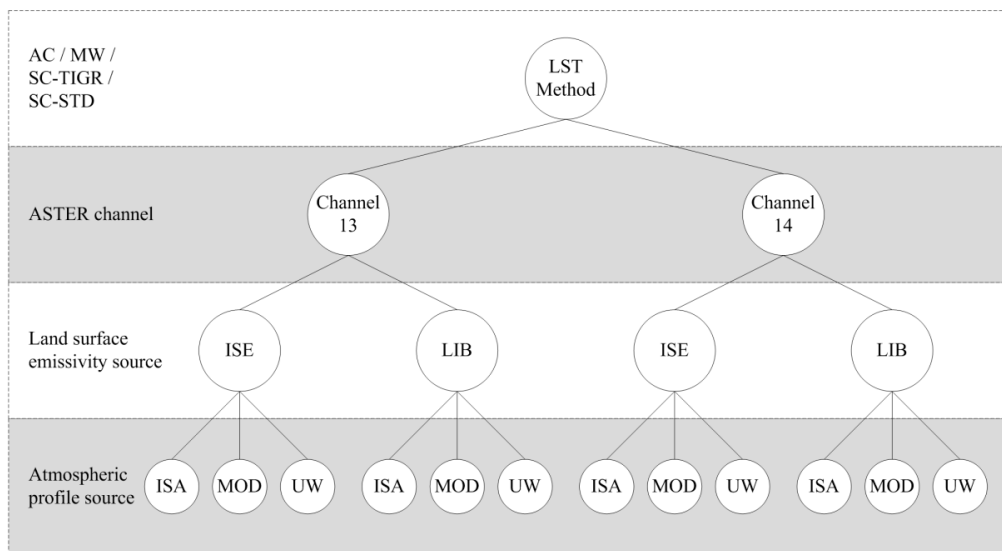 AC / MW /
SC-TIGR /
SC-STD
LST
Method
ASTER channel
Channel
13
Channel
14
Land surface
emissivity source
ISE
LIB
ISE
LIB
Atmospheric
profile source
ISA
MOD
UW
ISA
MOD
UW
ISA
MOD
UW
ISA
MOD
UW